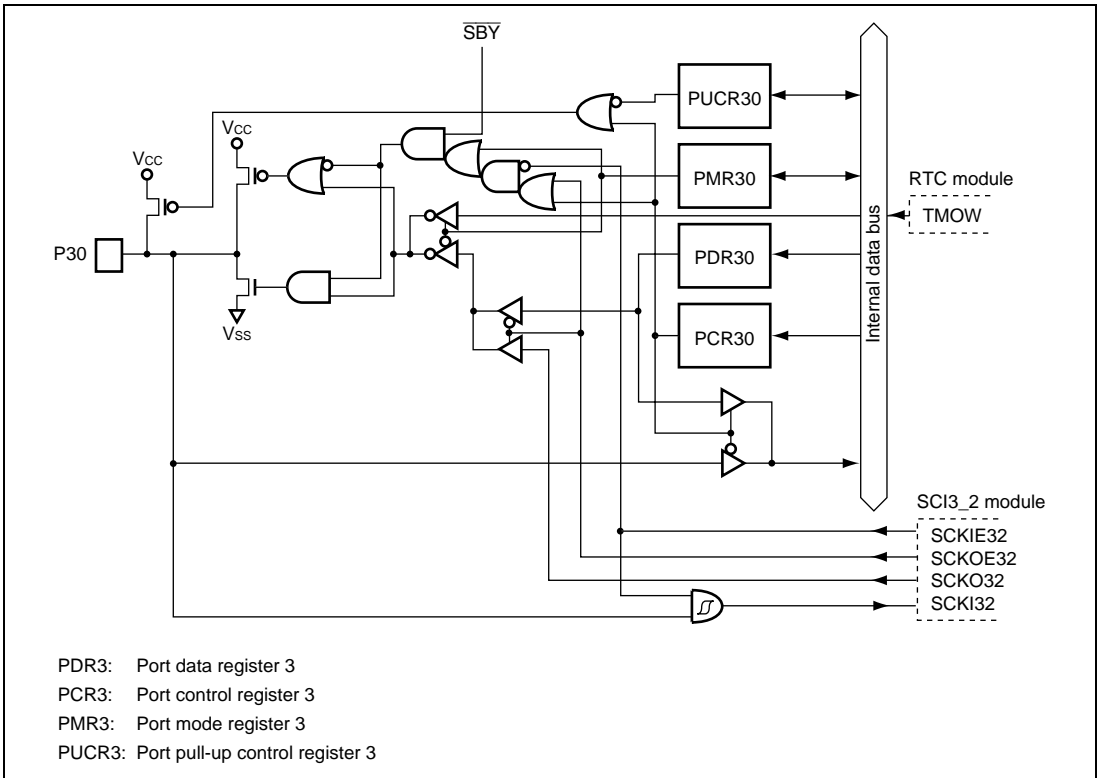 SBY
PUCR30
VCC
VCC
PMR30
RTC module
TMOW
P30
PDR30
Internal data bus
VSS
PCR30
SCI3_2 module
SCKIE32
SCKOE32
SCKO32
SCKI32
PDR3: Port data register 3
PCR3: Port control register 3
PMR3: Port mode register 3
PUCR3: Port pull-up control register 3